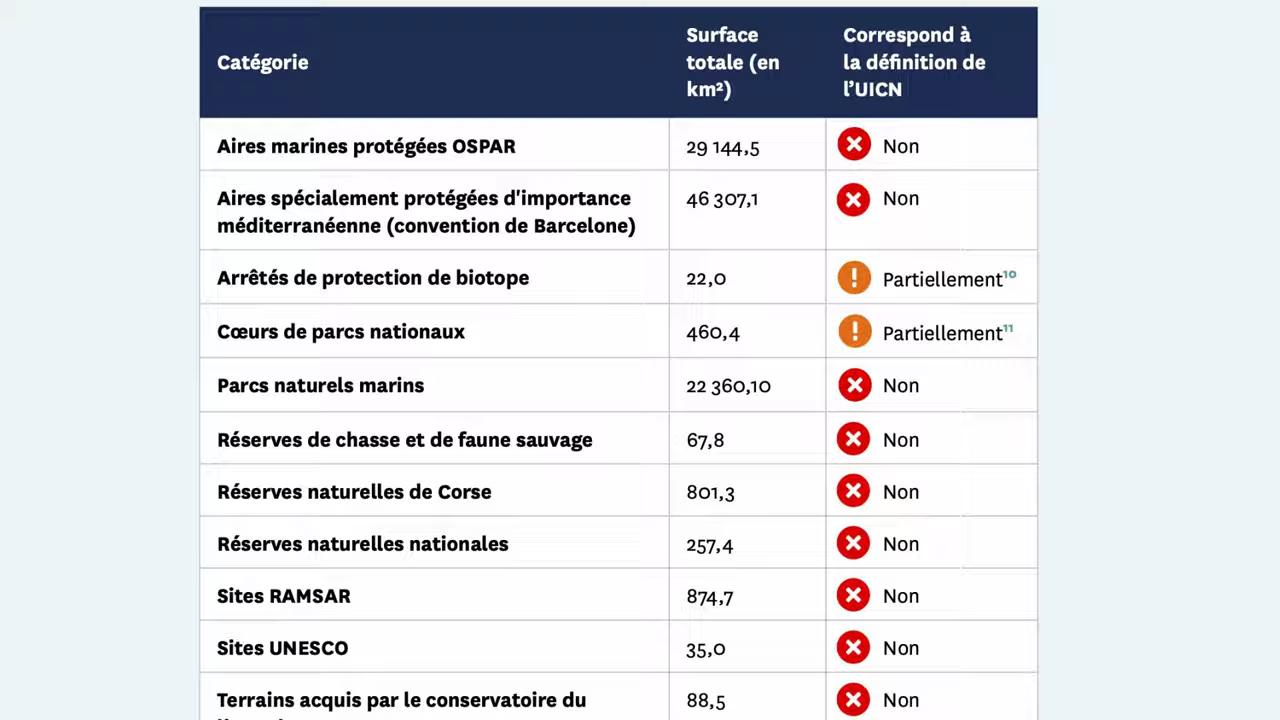 Catégorie
Surface
totale (en
km²)
Correspond à
la définition de
l'UICN
Aires marines protégées OSPAR
29 144,5
Non
Aires spécialement protégées d'importance
méditerranéenne (convention de Barcelone)
46 307,1
Non
Arrêtés de protection de biotope
22,0
Partiellement¹⁰
Cœurs de parcs nationaux
460,4
Partiellement¹¹
Parcs naturels marins
22 360,10
Non
Réserves de chasse et de faune sauvage
67,8
Non
Réserves naturelles de Corse
801,3
Non
Réserves naturelles nationales
257,4
Non
Sites RAMSAR
874,7
Non
Sites UNESCO
35,0
Non
Terrains acquis par le conservatoire du
88,5
Non